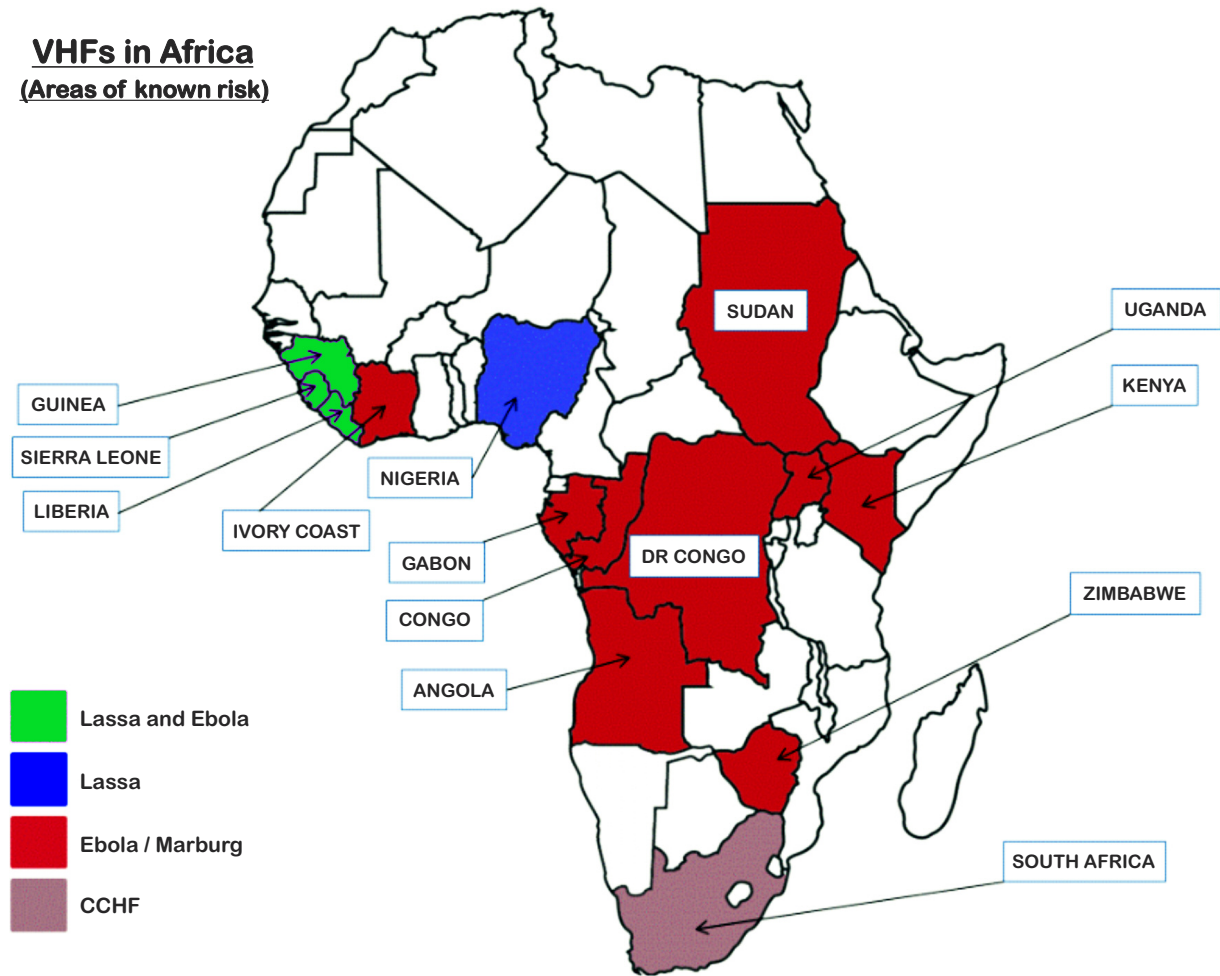 VHFs in Africa
(Areas of known risk)
SUDAN
UGANDA
KENYA
GUINEA
SIERRA LEONE
LIBERIA
IVORY COAST
NIGERIA
GABON
CONGO
DR CONGO
ANGOLA
ZIMBABWE
SOUTH AFRICA
Lassa and Ebola
Lassa
Ebola / Marburg
CCHF